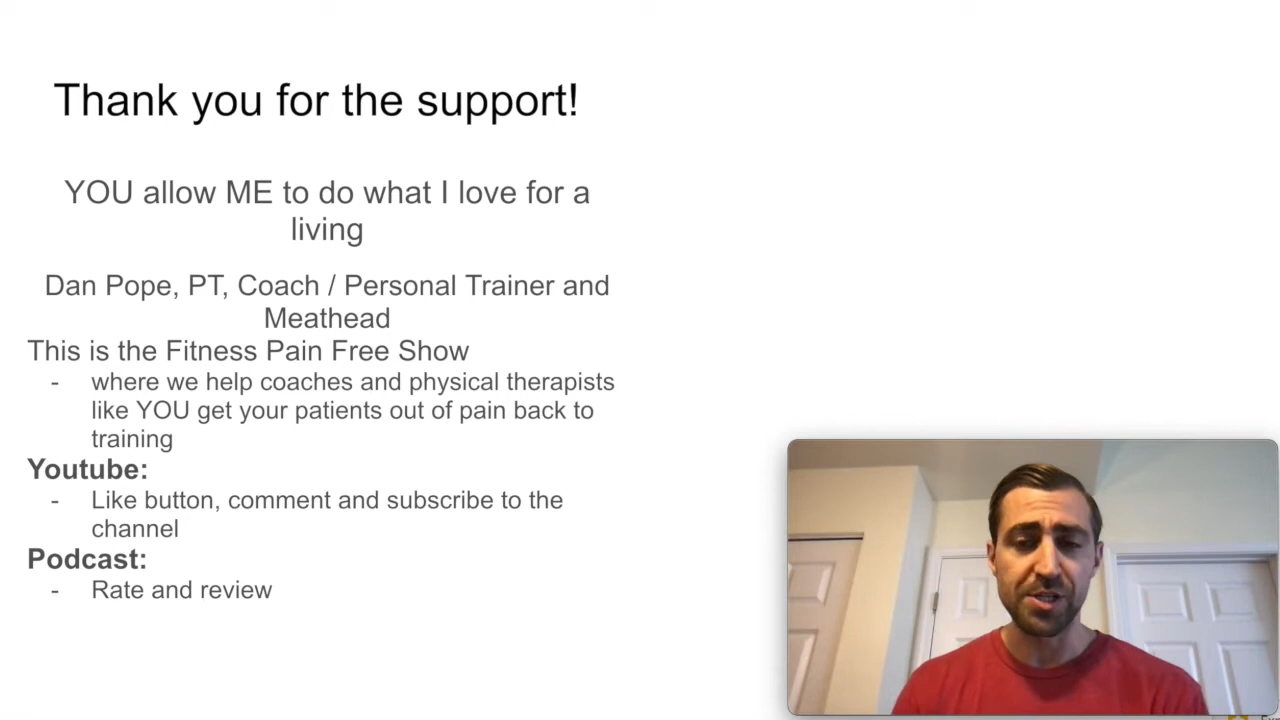 Thank you for the support!
YOU allow ME to do what I love for a
living
Dan Pope, PT, Coach / Personal Trainer and
Meathead
This is the Fitness Pain Free Show
- where we help coaches and physical therapists
like YOU get your patients out of pain back to
training
Youtube:
- Like button, comment and subscribe to the
channel
Podcast:
- Rate and review